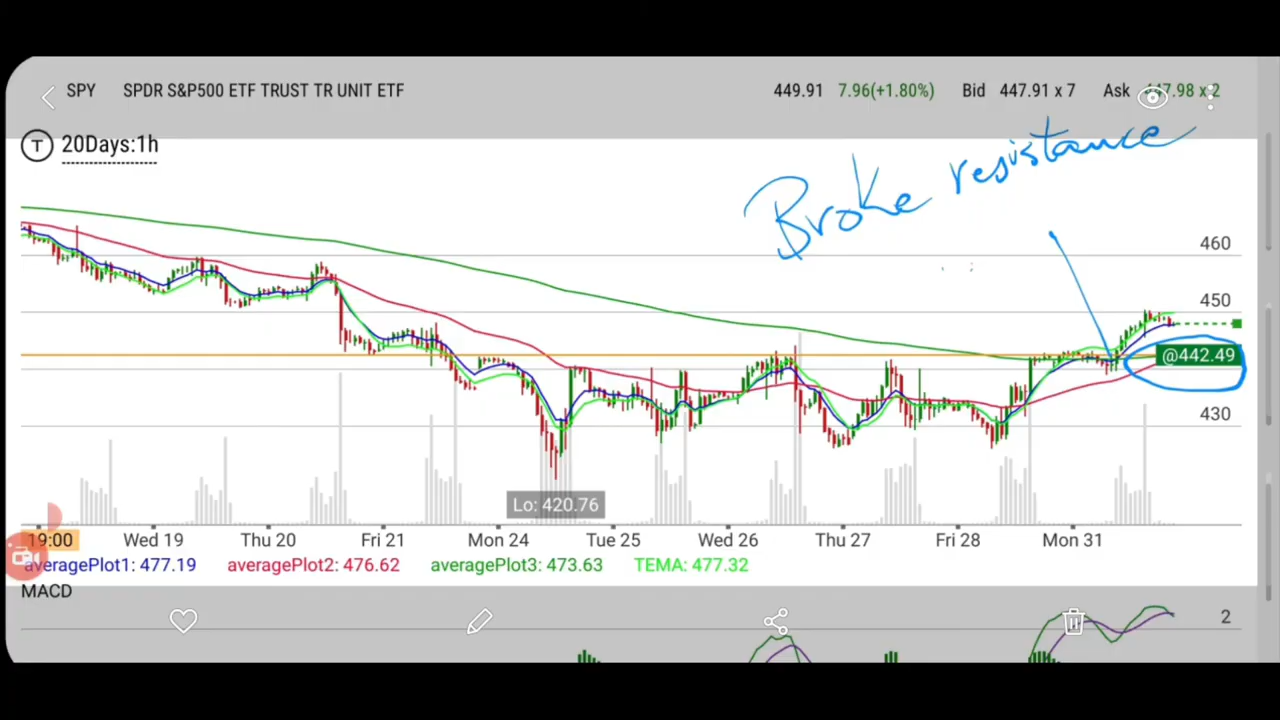 SPY SPDR S&P500 ETF TRUST TR UNIT ETF 449.91 7.96(+1.80%) Bid 447.91 x 7 Ask 447.98 x 2
T 20Days:1h
Broke resistance
460
450
@442.49
430
Lo: 420.76
19:00 Wed 19 Thu 20 Fri 21 Mon 24 Tue 25 Wed 26 Thu 27 Fri 28 Mon 31
averagePlot1: 477.19 averagePlot2: 476.62 averagePlot3: 473.63 TEMA: 477.32
MACD
2